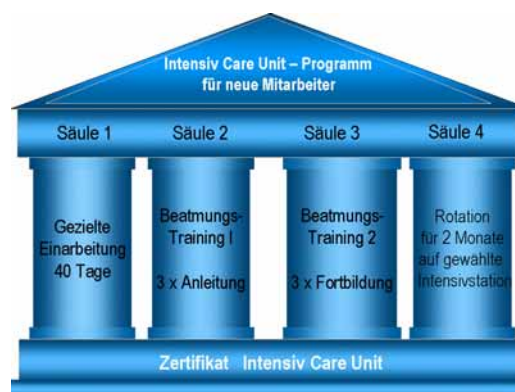 Intensiv Care Unit – Programm
für neue Mitarbeiter
Säule 1
Säule 2
Säule 3
Säule 4
Gezielte
Einarbeitung
40 Tage
Beatmungs-
Training I
3 x Anleitung
Beatmungs-
Training 2
3 x Fortbildung
Rotation
für 2 Monate
auf gewählte
Intensivstation
Zertifikat Intensiv Care Unit